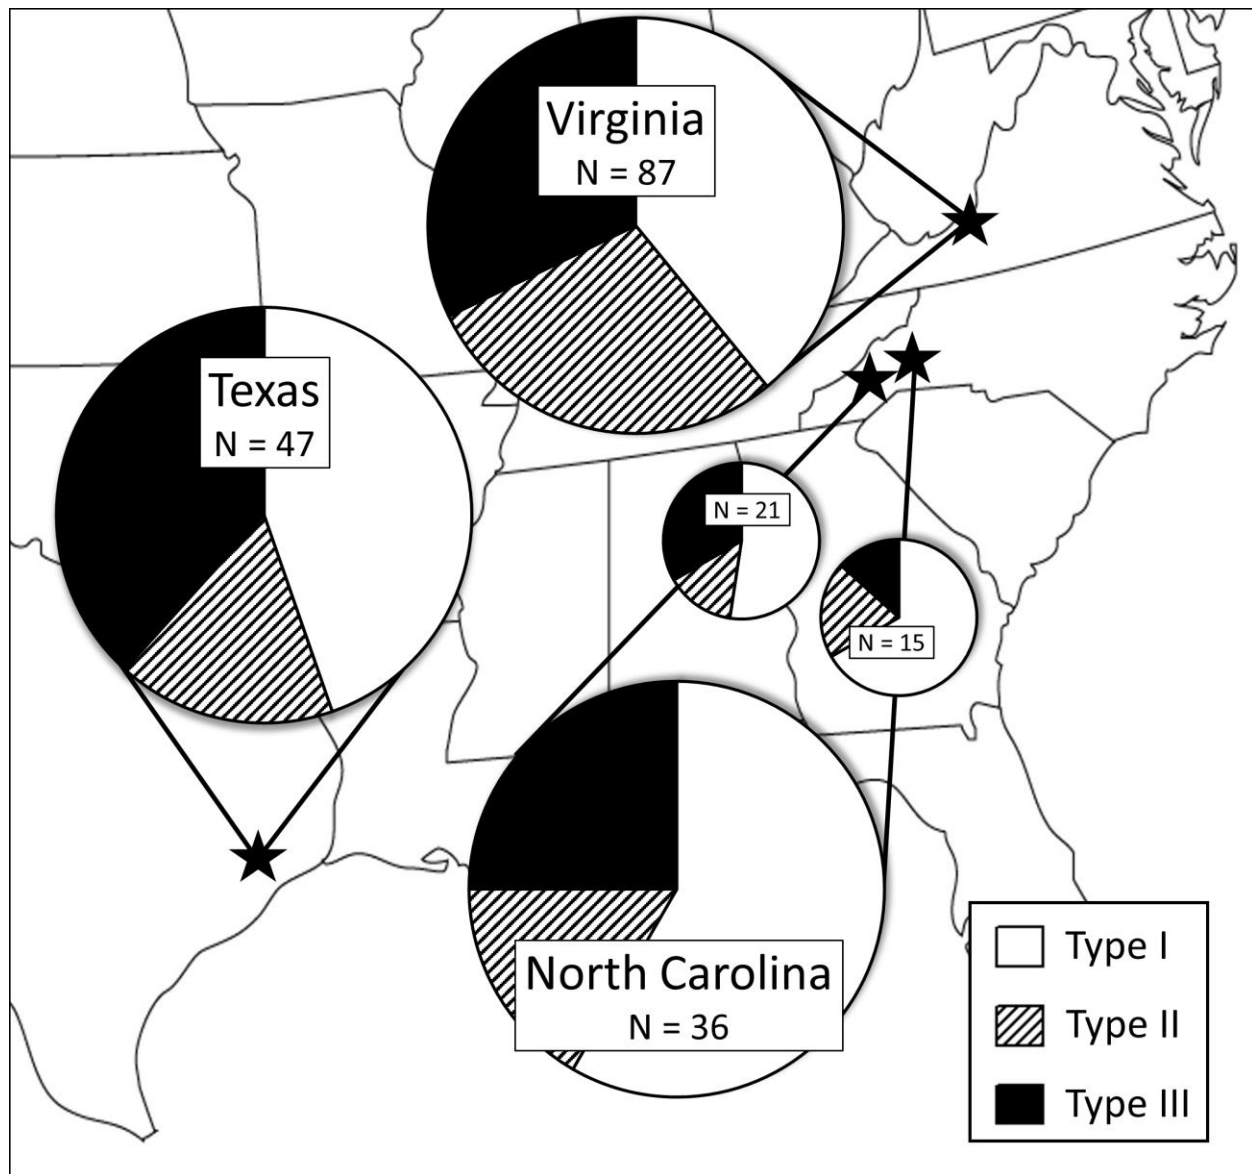 Virginia
N = 87
Texas
N = 47
N = 21
N = 15
North Carolina
N = 36
Type I
Type II
Type III